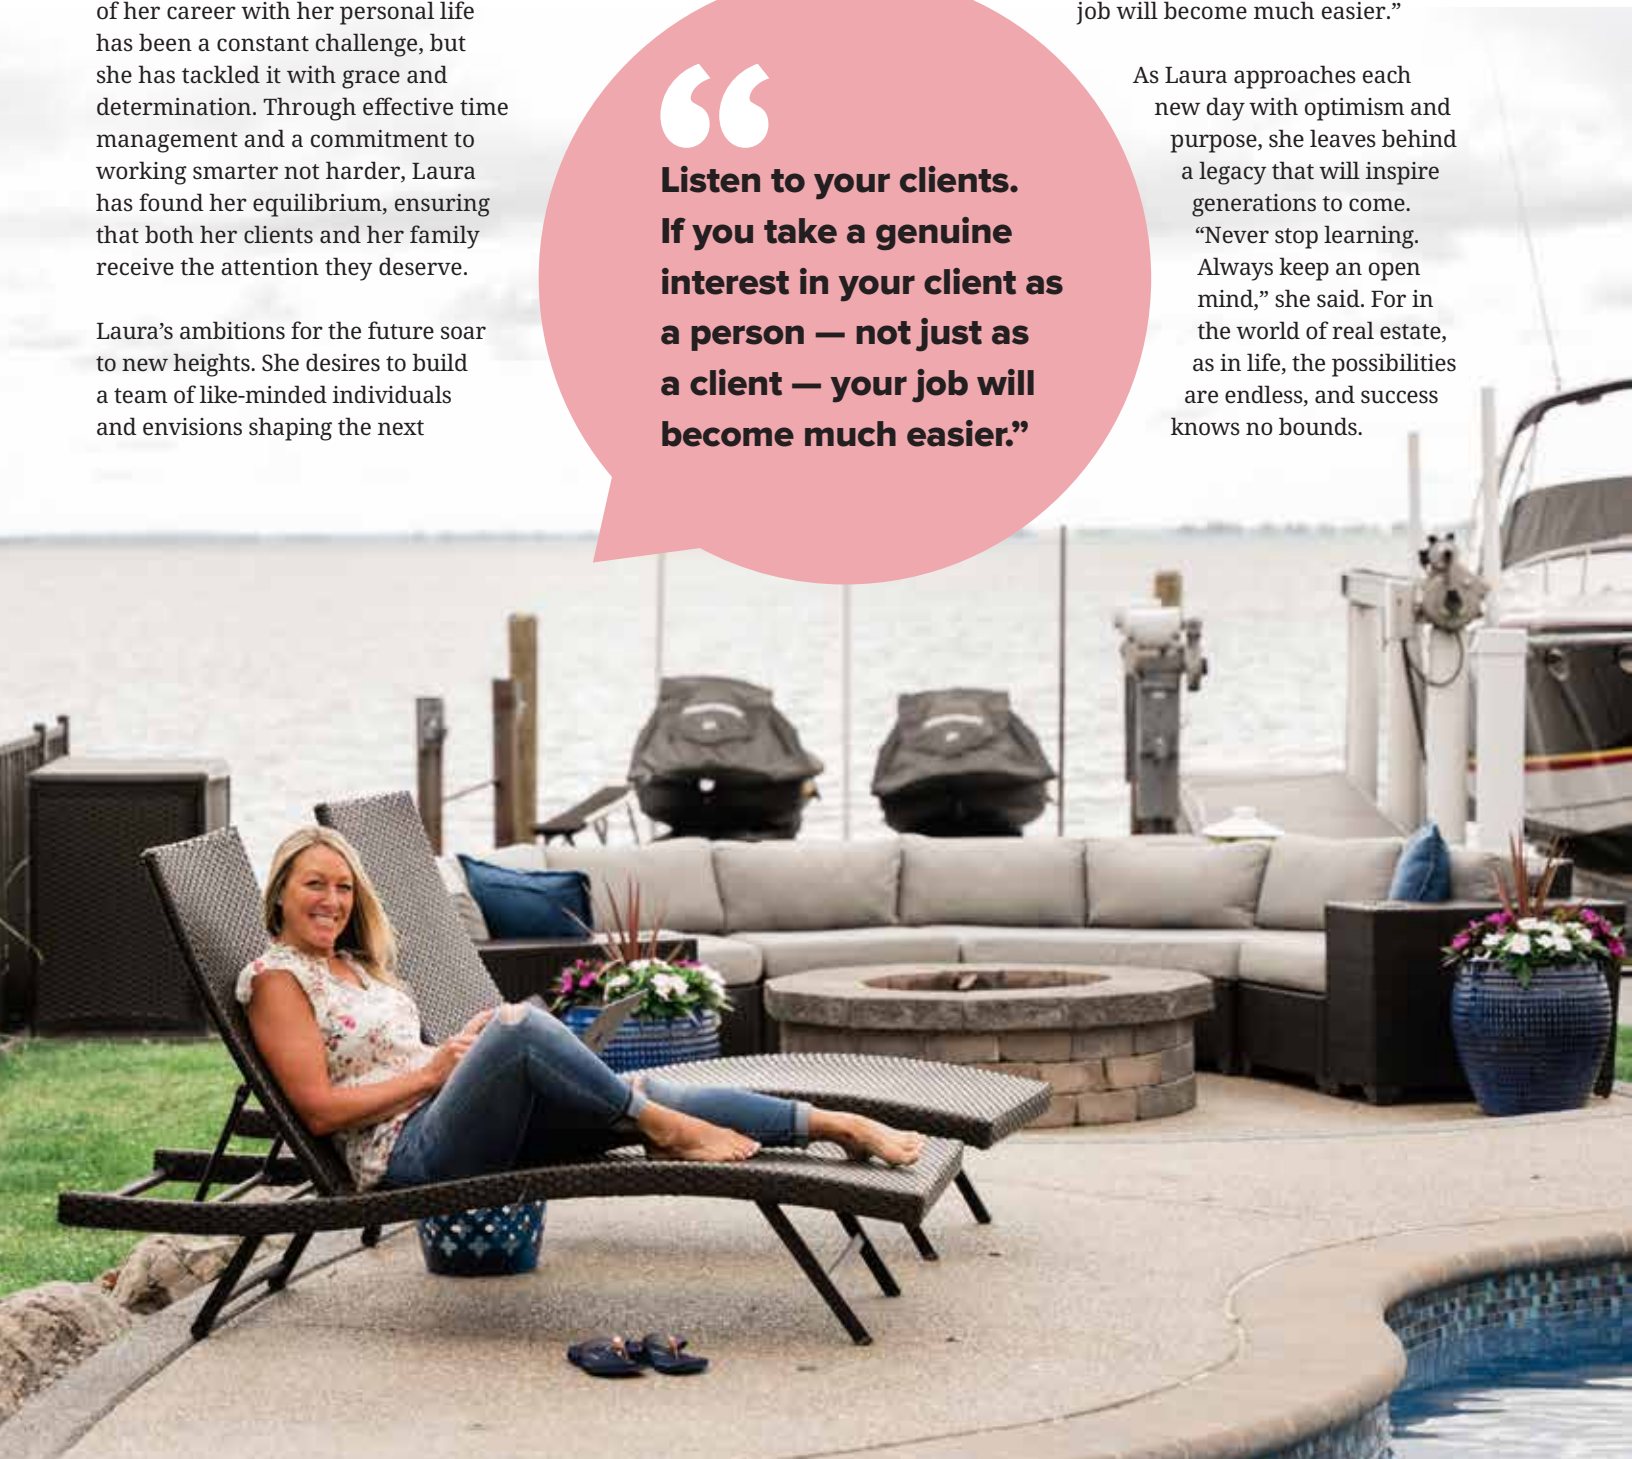 of her career with her personal life
has been a constant challenge, but
she has tackled it with grace and
determination. Through effective time
management and a commitment to
working smarter not harder, Laura
has found her equilibrium, ensuring
that both her clients and her family
receive the attention they deserve.
Laura’s ambitions for the future soar
to new heights. She desires to build
a team of like-minded individuals
and envisions shaping the next
“
Listen to your clients.
If you take a genuine
interest in your client as
a person — not just as
a client — your job will
become much easier.”
job will become much easier.”
As Laura approaches each
new day with optimism and
purpose, she leaves behind
a legacy that will inspire
generations to come.
“Never stop learning.
Always keep an open
mind,” she said. For in
the world of real estate,
as in life, the possibilities
are endless, and success
knows no bounds.